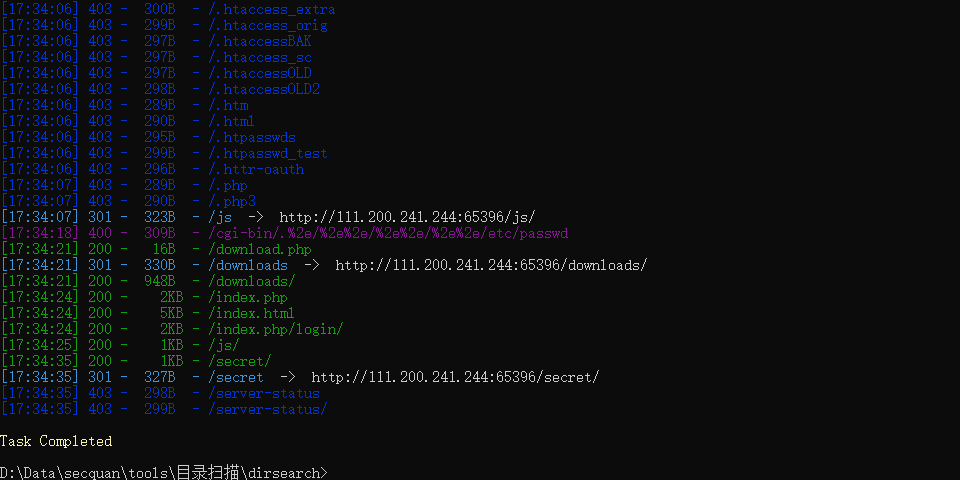 [17:34:06] 403 -   300B  - /.htaccess_extra
[17:34:06] 403 -   299B  - /.htaccess_orig
[17:34:06] 403 -   297B  - /.htaccessBAK
[17:34:06] 403 -   297B  - /.htaccess_sc
[17:34:06] 403 -   297B  - /.htaccessOLD
[17:34:06] 403 -   298B  - /.htaccessOLD2
[17:34:06] 403 -   289B  - /.htm
[17:34:06] 403 -   290B  - /.html
[17:34:06] 403 -   295B  - /.htpasswds
[17:34:06] 403 -   299B  - /.htpasswd_test
[17:34:06] 403 -   296B  - /.httr-oauth
[17:34:07] 403 -   289B  - /.php
[17:34:07] 403 -   290B  - /.php3
[17:34:07] 301 -   323B  - /js  ->  http://111.200.241.244:65396/js/
[17:34:18] 400 -   309B  - /cgi-bin/.%2e/%2e%2e/%2e%2e/%2e%2e/etc/passwd
[17:34:21] 200 -    16B  - /download.php
[17:34:21] 301 -   330B  - /downloads  ->  http://111.200.241.244:65396/downloads/
[17:34:21] 200 -   948B  - /downloads/
[17:34:24] 200 -     2KB - /index.php
[17:34:24] 200 -     5KB - /index.html
[17:34:24] 200 -     2KB - /index.php/login/
[17:34:25] 200 -     1KB - /js/
[17:34:35] 200 -     1KB - /secret/
[17:34:35] 301 -   327B  - /secret  ->  http://111.200.241.244:65396/secret/
[17:34:35] 403 -   298B  - /server-status
[17:34:35] 403 -   299B  - /server-status/
Task Completed
D:\Data\secquan\tools\目录扫描\dirsearch>